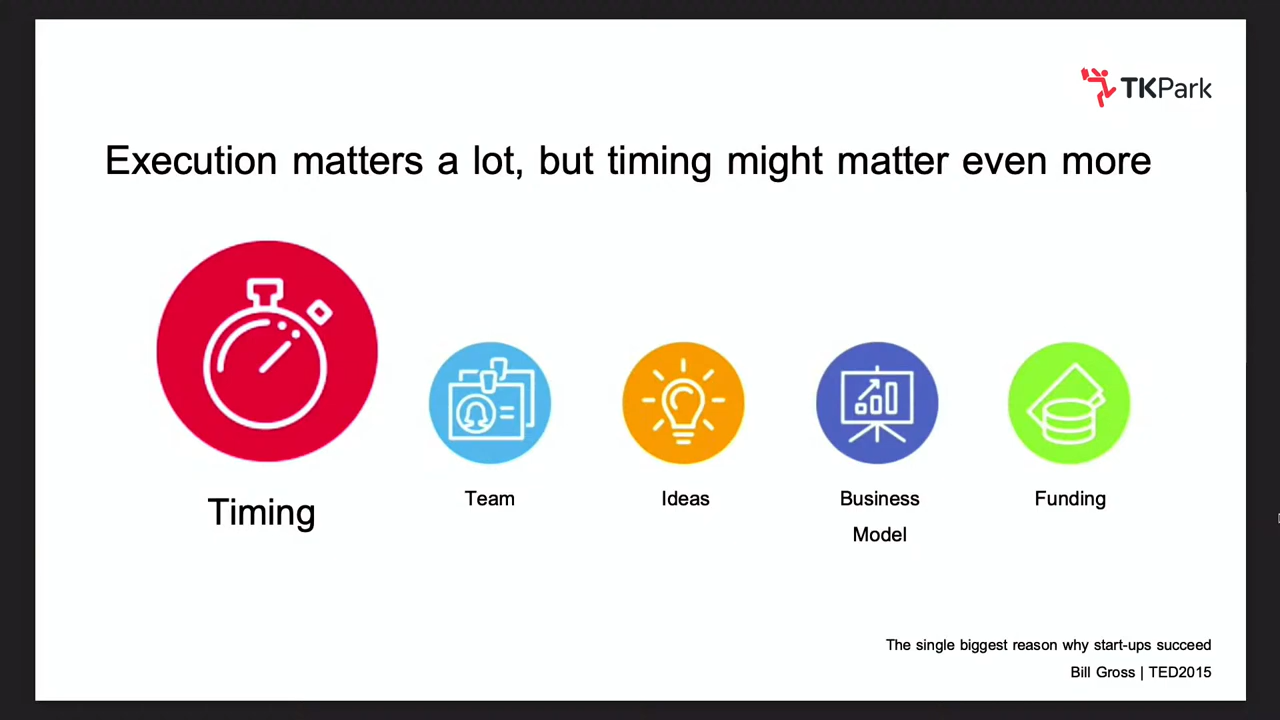 TKPark
Execution matters a lot, but timing might matter even more
Timing
Team
Ideas
Business
Model
Funding
The single biggest reason why start-ups succeed
Bill Gross | TED2015